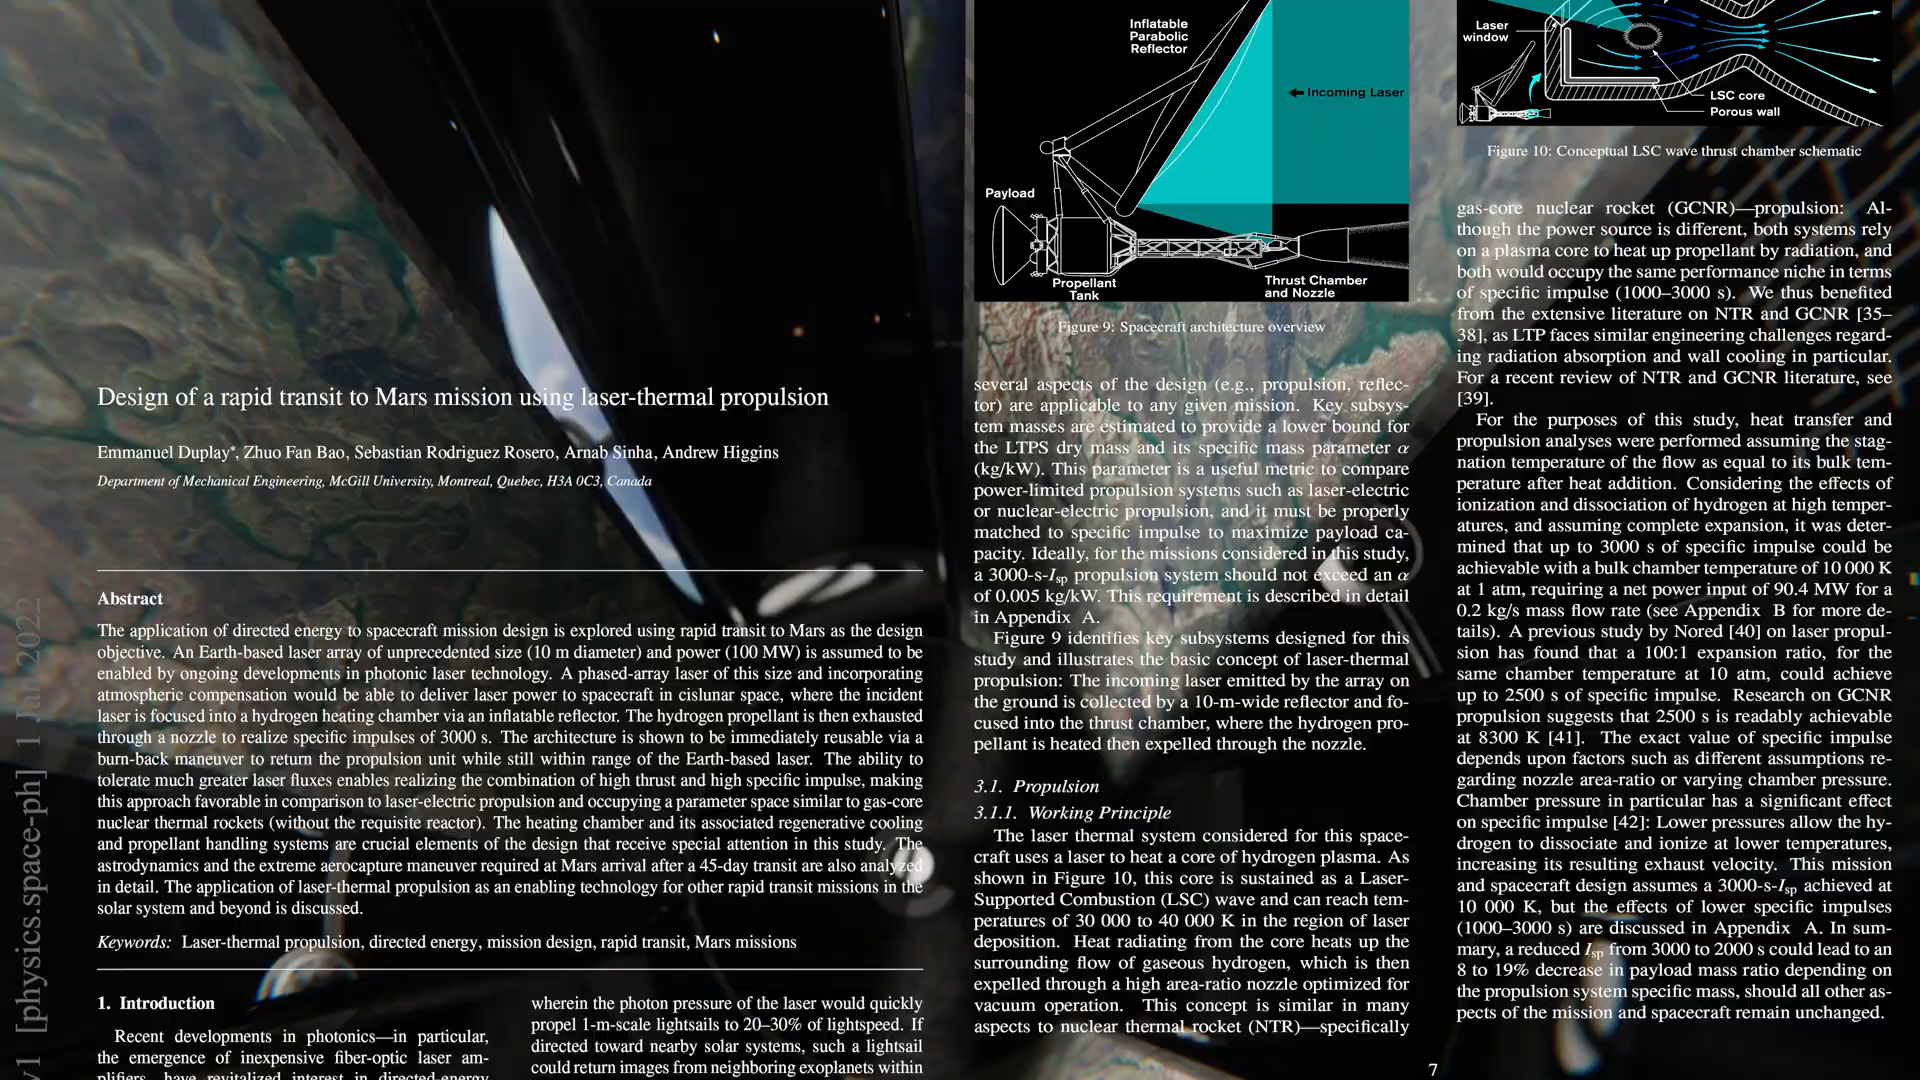 Design of a rapid transit to Mars mission using laser-thermal propulsion
Emmanuel Duplay*, Zhuo Fan Bao, Sebastian Rodriguez Rosero, Arnab Sinha, Andrew Higgins
Department of Mechanical Engineering, McGill University, Montreal, Quebec, H3A 0C3, Canada
Abstract
The application of directed energy to spacecraft mission design is explored using rapid transit to Mars as the design
objective. An Earth-based laser array of unprecedented size (10 m diameter) and power (100 MW) is assumed to be
enabled by ongoing developments in photonic laser technology. A phased-array laser of this size and incorporating
atmospheric compensation would be able to deliver laser power to spacecraft in cislunar space, where the incident
laser is focused into a hydrogen heating chamber via an inflatable reflector. The hydrogen propellant is then exhausted
through a nozzle to realize specific impulses of 3000 s. The architecture is shown to be immediately reusable via a
burn-back maneuver to return the propulsion unit while still within range of the Earth-based laser. The ability to
tolerate much greater laser fluxes enables realizing the combination of high thrust and high specific impulse, making
this approach favorable in comparison to laser-electric propulsion and occupying a parameter space similar to gas-core
nuclear thermal rockets (without the requisite reactor). The heating chamber and its associated regenerative cooling
and propellant handling systems are crucial elements of the design that receive special attention in this study. The
astrodynamics and the extreme aerocapture maneuver required at Mars arrival after a 45-day transit are also analyzed
in detail. The application of laser-thermal propulsion as an enabling technology for other rapid transit missions in the
solar system and beyond is discussed.
Keywords: Laser-thermal propulsion, directed energy, mission design, rapid transit, Mars missions
1. Introduction
Recent developments in photonics—in particular,
the emergence of inexpensive fiber-optic laser am-
plifiers, have revitalized interest in directed-energy
wherein the photon pressure of the laser would quickly
propel 1-m-scale lightsails to 20–30% of lightspeed. If
directed toward nearby solar systems, such a lightsail
could return images from neighboring exoplanets within
v1 [physics.space-ph] 1 Jul 2022
Inflatable
Parabolic
Reflector
Incoming Laser
Payload
Propellant
Tank
Thrust Chamber
and Nozzle
Figure 9: Spacecraft architecture overview
several aspects of the design (e.g., propulsion, reflec-
tor) are applicable to any given mission. Key subsys-
tem masses are estimated to provide a lower bound for
the LTPS dry mass and its specific mass parameter α
(kg/kW). This parameter is a useful metric to compare
power-limited propulsion systems such as laser-electric
or nuclear-electric propulsion, and it must be properly
matched to specific impulse to maximize payload ca-
pacity. Ideally, for the missions considered in this study,
a 3000-s-Isp propulsion system should not exceed an α
of 0.005 kg/kW. This requirement is described in detail
in Appendix A.
Figure 9 identifies key subsystems designed for this
study and illustrates the basic concept of laser-thermal
propulsion: The incoming laser emitted by the array on
the ground is collected by a 10-m-wide reflector and fo-
cused into the thrust chamber, where the hydrogen pro-
pellant is heated then expelled through the nozzle.
3.1. Propulsion
3.1.1. Working Principle
The laser thermal system considered for this space-
craft uses a laser to heat a core of hydrogen plasma. As
shown in Figure 10, this core is sustained as a Laser-
Supported Combustion (LSC) wave and can reach tem-
peratures of 30 000 to 40 000 K in the region of laser
deposition. Heat radiating from the core heats up the
surrounding flow of gaseous hydrogen, which is then
expelled through a high area-ratio nozzle optimized for
vacuum operation. This concept is similar in many
aspects to nuclear thermal rocket (NTR)—specifically
Laser
window
LSC core
Porous wall
Figure 10: Conceptual LSC wave thrust chamber schematic
gas-core nuclear rocket (GCNR)—propulsion: Al-
though the power source is different, both systems rely
on a plasma core to heat up propellant by radiation, and
both would occupy the same performance niche in terms
of specific impulse (1000–3000 s). We thus benefited
from the extensive literature on NTR and GCNR [35–
38], as LTP faces similar engineering challenges regard-
ing radiation absorption and wall cooling in particular.
For a recent review of NTR and GCNR literature, see
[39].
For the purposes of this study, heat transfer and
propulsion analyses were performed assuming the stag-
nation temperature of the flow as equal to its bulk tem-
perature after heat addition. Considering the effects of
ionization and dissociation of hydrogen at high temper-
atures, and assuming complete expansion, it was deter-
mined that up to 3000 s of specific impulse could be
achievable with a bulk chamber temperature of 10 000 K
at 1 atm, requiring a net power input of 90.4 MW for a
0.2 kg/s mass flow rate (see Appendix B for more de-
tails). A previous study by Nored [40] on laser propul-
sion has found that a 100:1 expansion ratio, for the
same chamber temperature at 10 atm, could achieve
up to 2500 s of specific impulse. Research on GCNR
propulsion suggests that 2500 s is readably achievable
at 8300 K [41]. The exact value of specific impulse
depends upon factors such as different assumptions re-
garding nozzle area-ratio or varying chamber pressure.
Chamber pressure in particular has a significant effect
on specific impulse [42]: Lower pressures allow the hy-
drogen to dissociate and ionize at lower temperatures,
increasing its resulting exhaust velocity. This mission
and spacecraft design assumes a 3000-s-Isp achieved at
10 000 K, but the effects of lower specific impulses
(1000–3000 s) are discussed in Appendix A. In sum-
mary, a reduced Isp from 3000 to 2000 s could lead to an
8 to 19% decrease in payload mass ratio depending on
the propulsion system specific mass, should all other as-
pects of the mission and spacecraft remain unchanged.
7